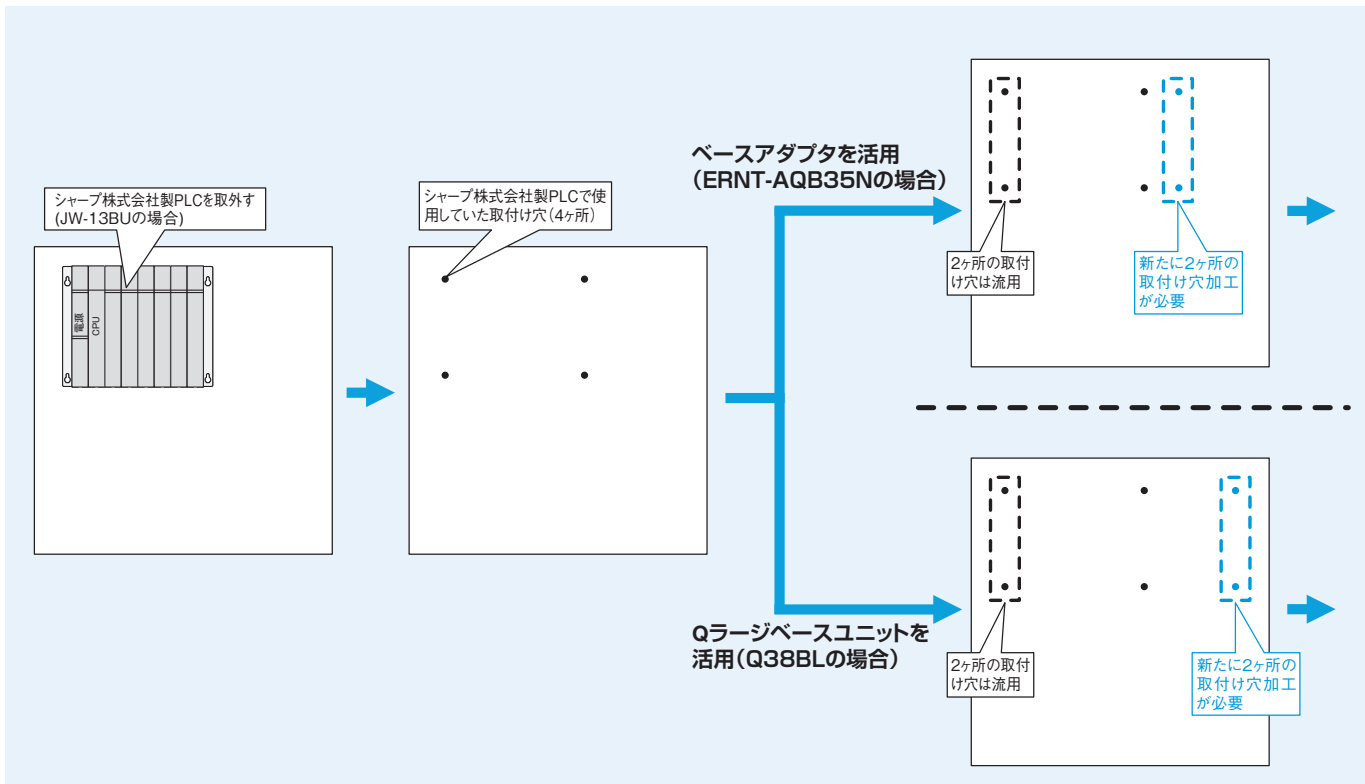 シャープ株式会社製PLCを取外す
(JW-13BUの場合)
電源
CPU
シャープ株式会社製PLCで使
用していた取付け穴（4ヶ所）
ベースアダプタを活用
（ERNT-AQB35Nの場合）
2ヶ所の取付
け穴は流用
新たに2ヶ所の
取付け穴加工
が必要
Qラージベースユニットを
活用（Q38BLの場合）
2ヶ所の取付
け穴は流用
新たに2ヶ所の
取付け穴加工
が必要